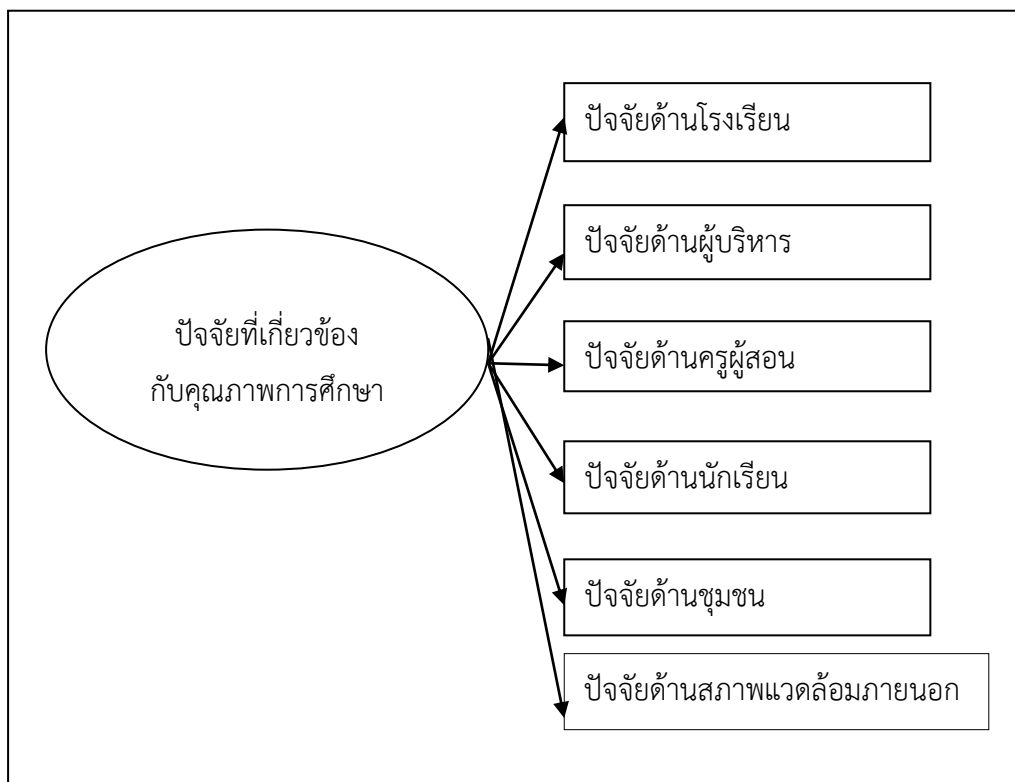 ปัจจัยที่เกี่ยวข้อง
กับคุณภาพการศึกษา
ปัจจัยด้านโรงเรียน
ปัจจัยด้านผู้บริหาร
ปัจจัยด้านครูผู้สอน
ปัจจัยด้านนักเรียน
ปัจจัยด้านชุมชน
ปัจจัยด้านสภาพแวดล้อมภายนอก